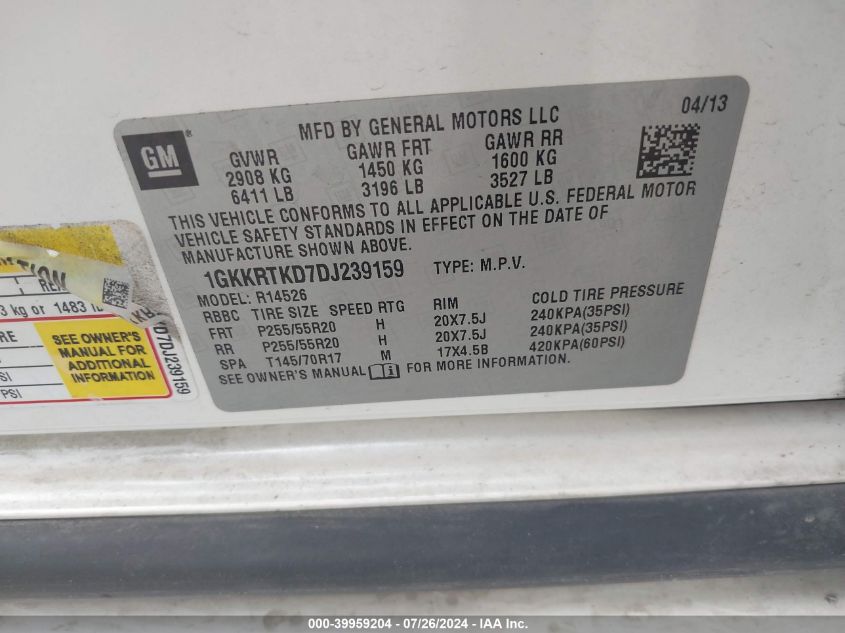 04/13
MFD BY GENERAL MOTORS LLC
GM
GVWR GAWR FRT GAWR RR
2908 KG 1450 KG 1600 KG
6411 LB 3196 LB 3527 LB
THIS VEHICLE CONFORMS TO ALL APPLICABLE U.S. FEDERAL MOTOR
VEHICLE SAFETY STANDARDS IN EFFECT ON THE DATE OF
MANUFACTURE SHOWN ABOVE.
1GKKRTKD7DJ239159 TYPE: M.P.V.
MODEL: R14526
RBBC TIRE SIZE SPEED RTG RIM COLD TIRE PRESSURE
FRT P255/55R20 H 20X7.5J 240KPA(35PSI)
RR P255/55R20 H 20X7.5J 240KPA(35PSI)
SPA T145/70R17 M 17X4.5B 420KPA(60PSI)
SEE OWNER'S MANUAL i FOR MORE INFORMATION.
kg or 1483
SEE OWNER'S
MANUAL FOR
ADDITIONAL
INFORMATION
PSI
D7DJ239159
000-39959204 - 07/26/2024 - IAA Inc.